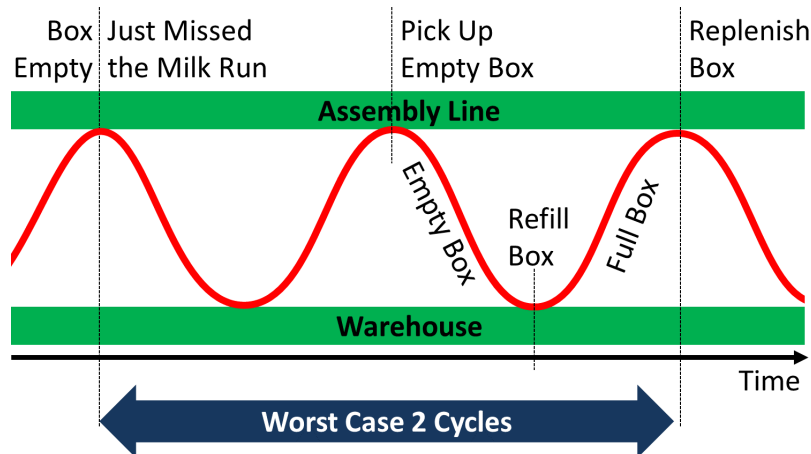 Box Empty
Just Missed the Milk Run
Pick Up Empty Box
Replenish Box
Assembly Line
Empty Box
Refill Box
Full Box
Warehouse
Time
Worst Case 2 Cycles